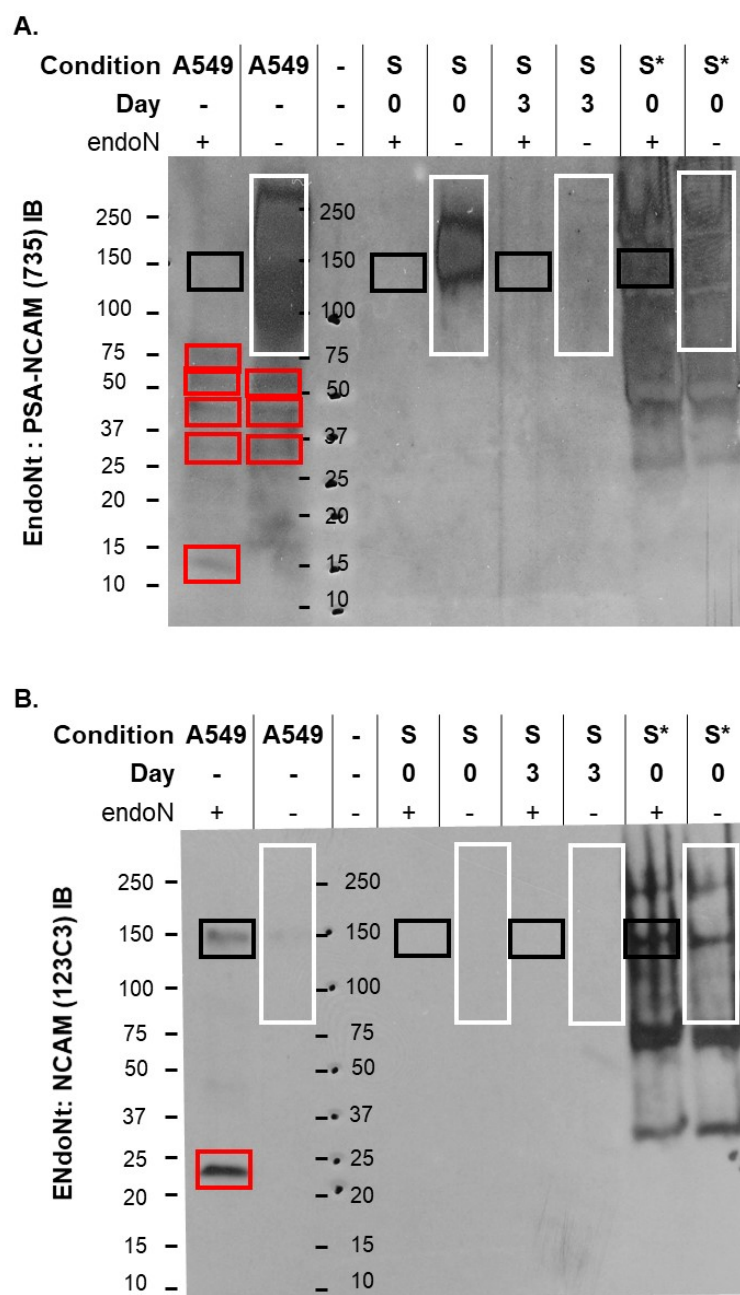 A.
Condition A549 A549 - S S S S S* S*
Day - - - 0 0 3 3 0 0
endoN + - - + - + - + -
EndoNt : PSA-NCAM (735) IB
250 250
150 150
100 100
75 75
50 50
37 37
25 25
20 20
15 15
10 10
B.
Condition A549 A549 - S S S S S* S*
Day - - - 0 0 3 3 0 0
endoN + - - + - + - + -
ENdoNt: NCAM (123C3) IB
250 250
150 150
100 100
75 75
50 50
37 37
25 25
20 20
15 15
10 10